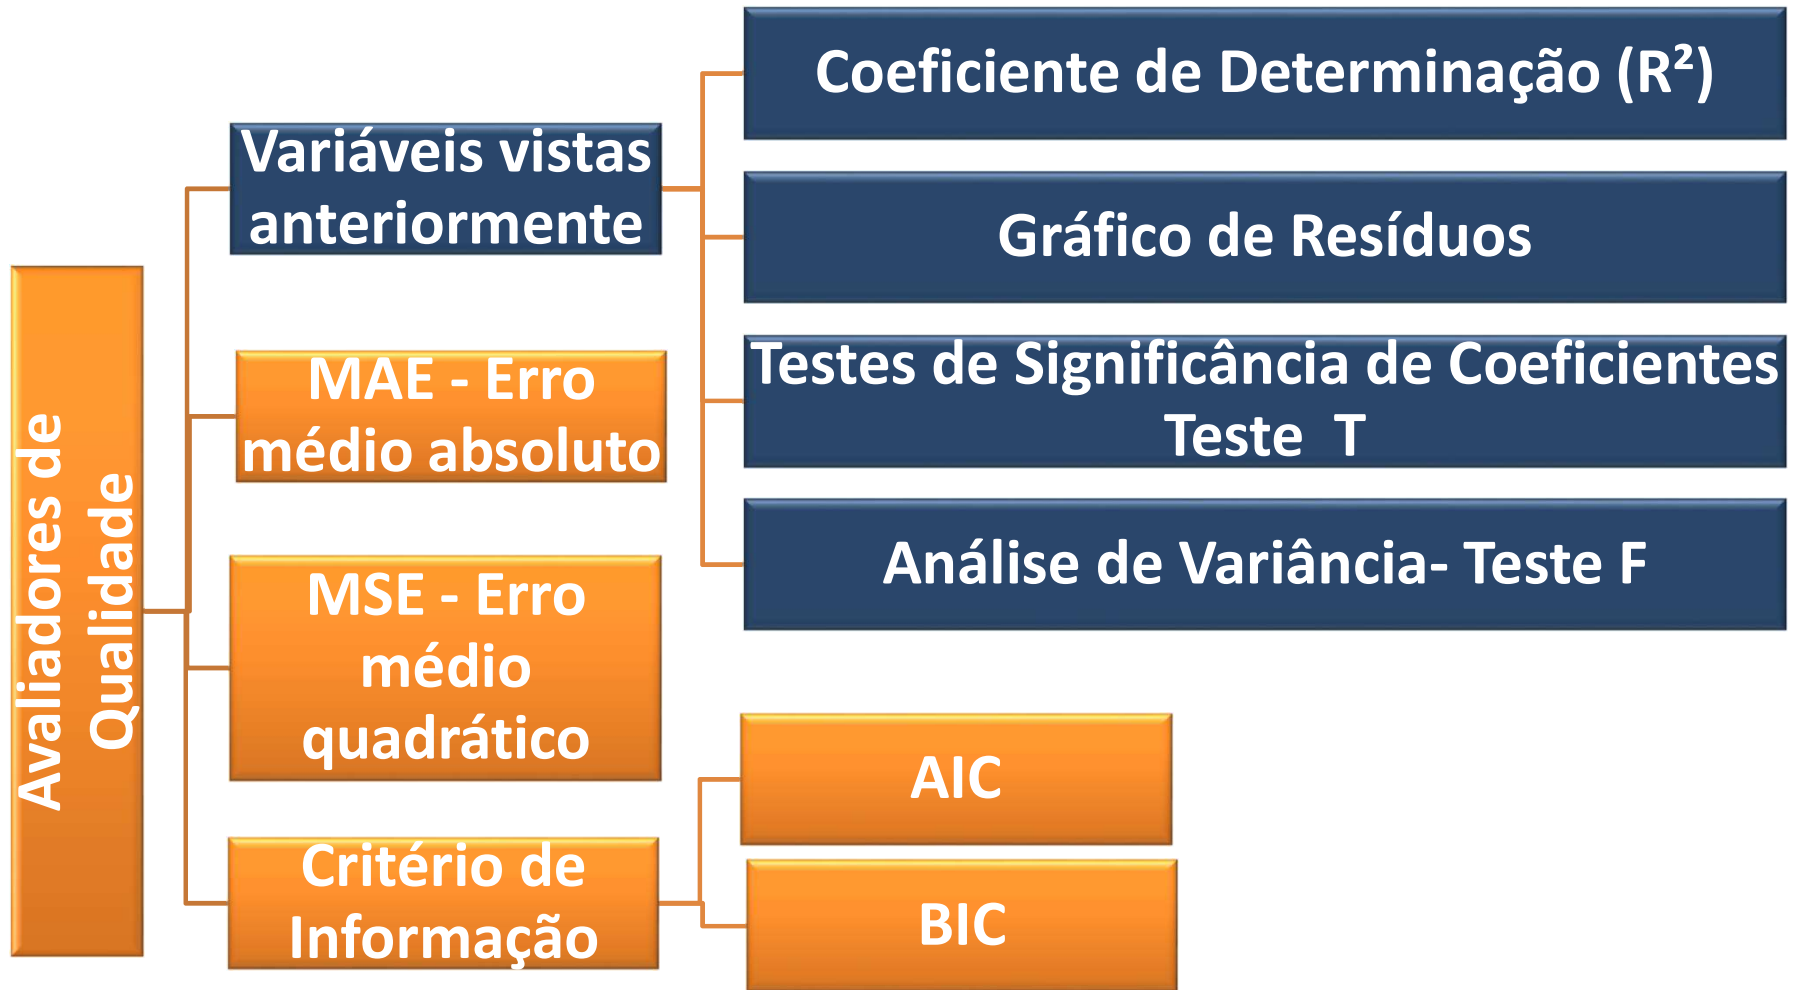 Avaliadores de
Qualidade
Variáveis vistas
anteriormente
Coeficiente de Determinação (R²)
Gráfico de Resíduos
Testes de Significância de Coeficientes
Teste  T
Análise de Variância- Teste F
MAE - Erro
médio absoluto
MSE - Erro
médio
quadrático
Critério de
Informação
AIC
BIC